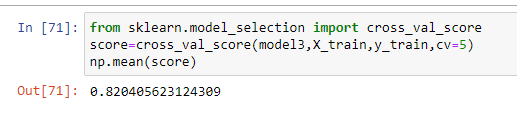 In [71]: from sklearn.model_selection import cross_val_score
score=cross_val_score(model3,X_train,y_train,cv=5)
np.mean(score)
Out[71]: 0.820405623124309